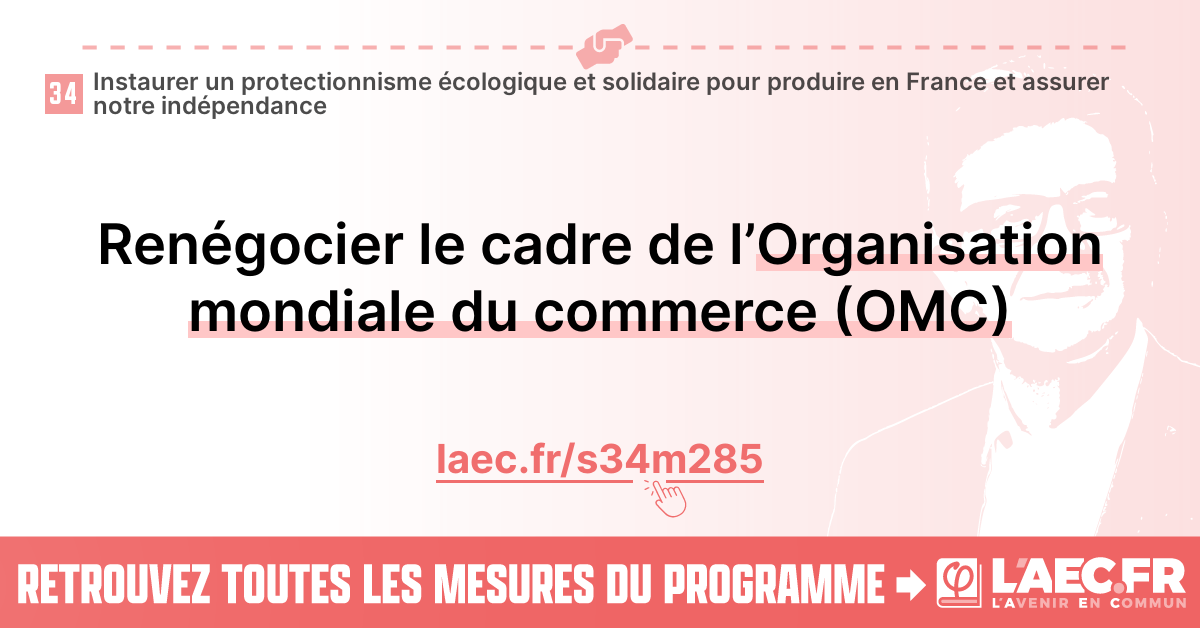 34
Instaurer un protectionnisme écologique et solidaire pour produire en France et assurer
notre indépendance
Renégocier le cadre de l’Organisation
mondiale du commerce (OMC)
laec.fr/s34m285
RETROUVEZ TOUTES LES MESURES DU PROGRAMME
L'AEC.FR
L'AVENIR EN COMMUN